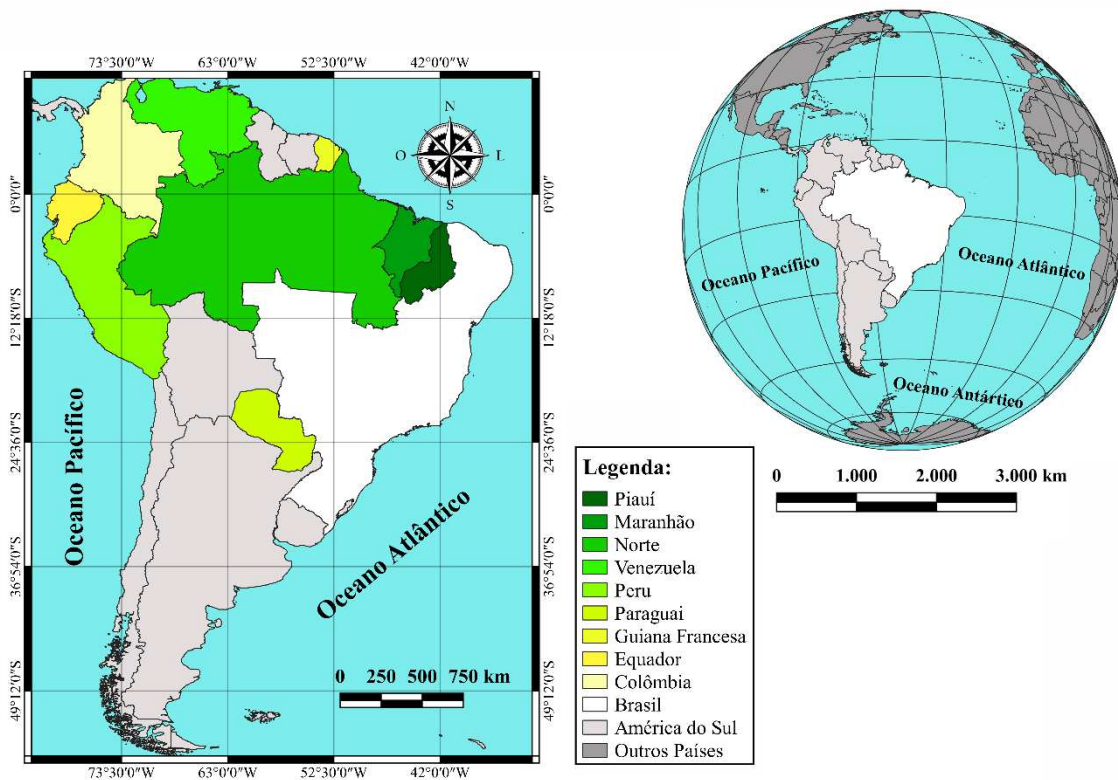 73°30'0"W 63°0'0"W 52°30'0"W 42°0'0"W
N
O L
S
0°0'0"
12°18'0"S
24°36'0"S
36°54'0"S
49°12'0"S
0°0'0"
12°18'0"S
24°36'0"S
36°54'0"S
49°12'0"S
Oceano Pacífico
Oceano Atlântico
0 250 500 750 km
73°30'0"W 63°0'0"W 52°30'0"W 42°0'0"W
Oceano Pacífico
Oceano Atlântico
Oceano Antártico
0 1.000 2.000 3.000 km
Legenda:
Piauí
Maranhão
Norte
Venezuela
Peru
Paraguai
Guiana Francesa
Equador
Colômbia
Brasil
América do Sul
Outros Países